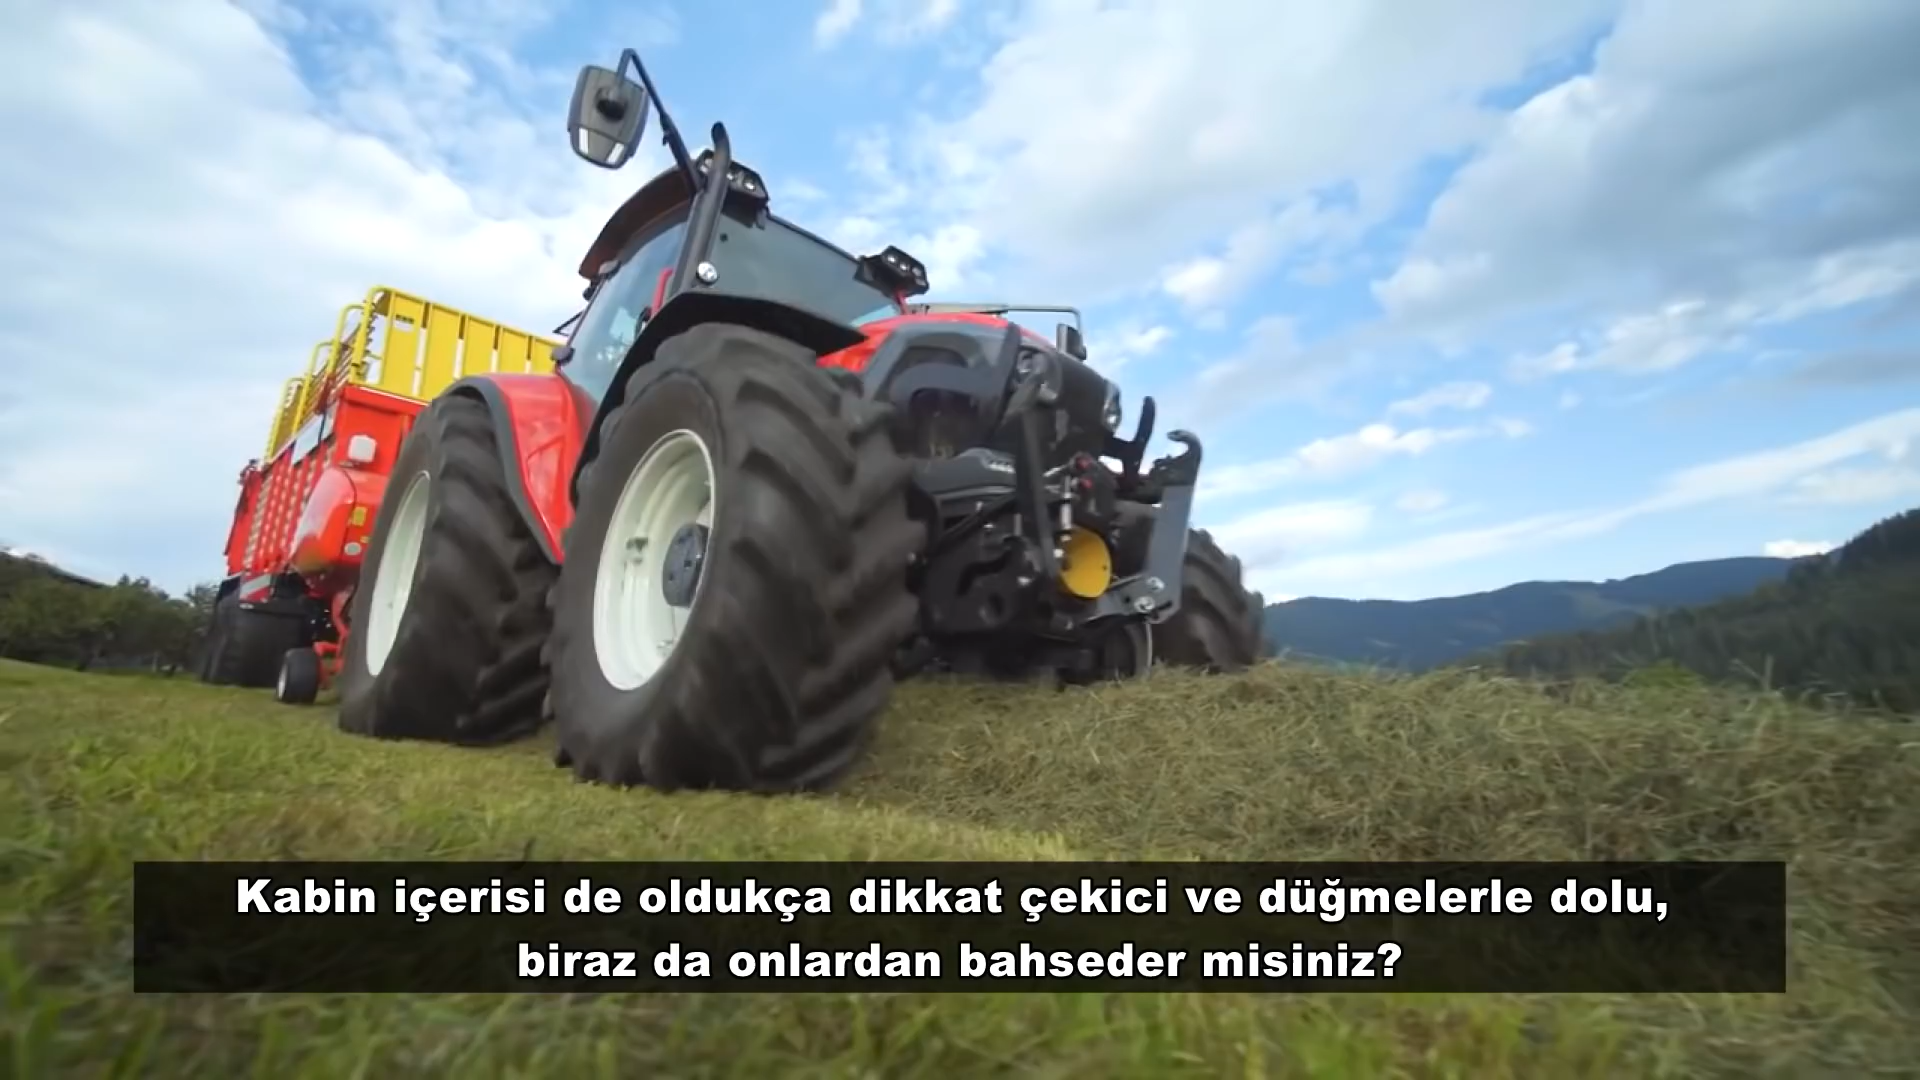 Kabin içerisi de oldukça dikkat çekici ve düğmelerle dolu,
biraz da onlardan bahseder misiniz?